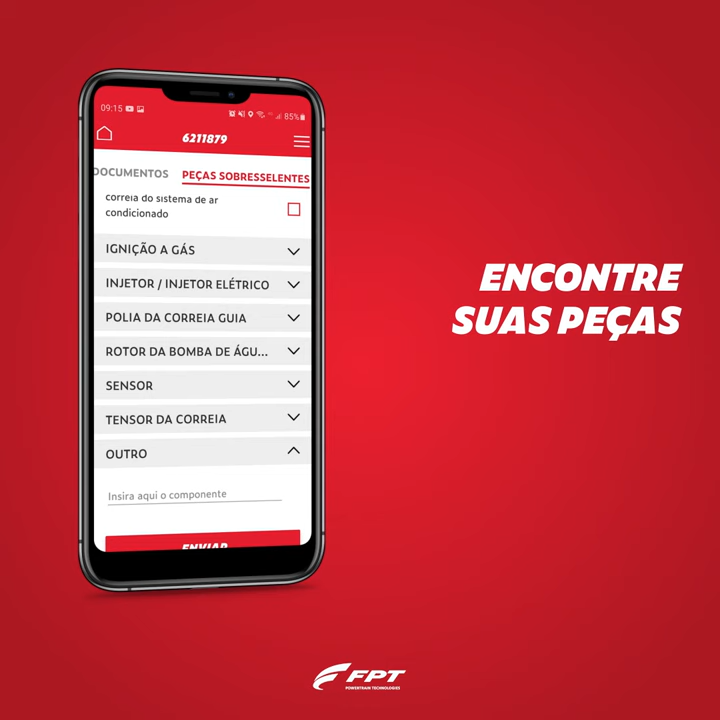 09:15
85%
6211879
DOCUMENTOS
PEÇAS SOBRESSELENTES
correia do sistema de ar
condicionado
IGNIÇÃO A GÁS
INJETOR / INJETOR ELÉTRICO
POLIA DA CORREIA GUIA
ROTOR DA BOMBA DE ÁGU...
SENSOR
TENSOR DA CORREIA
OUTRO
Insira aqui o componente
ENVIAR
ENCONTRE
SUAS PEÇAS
FPT
POWERTRAIN TECHNOLOGIES